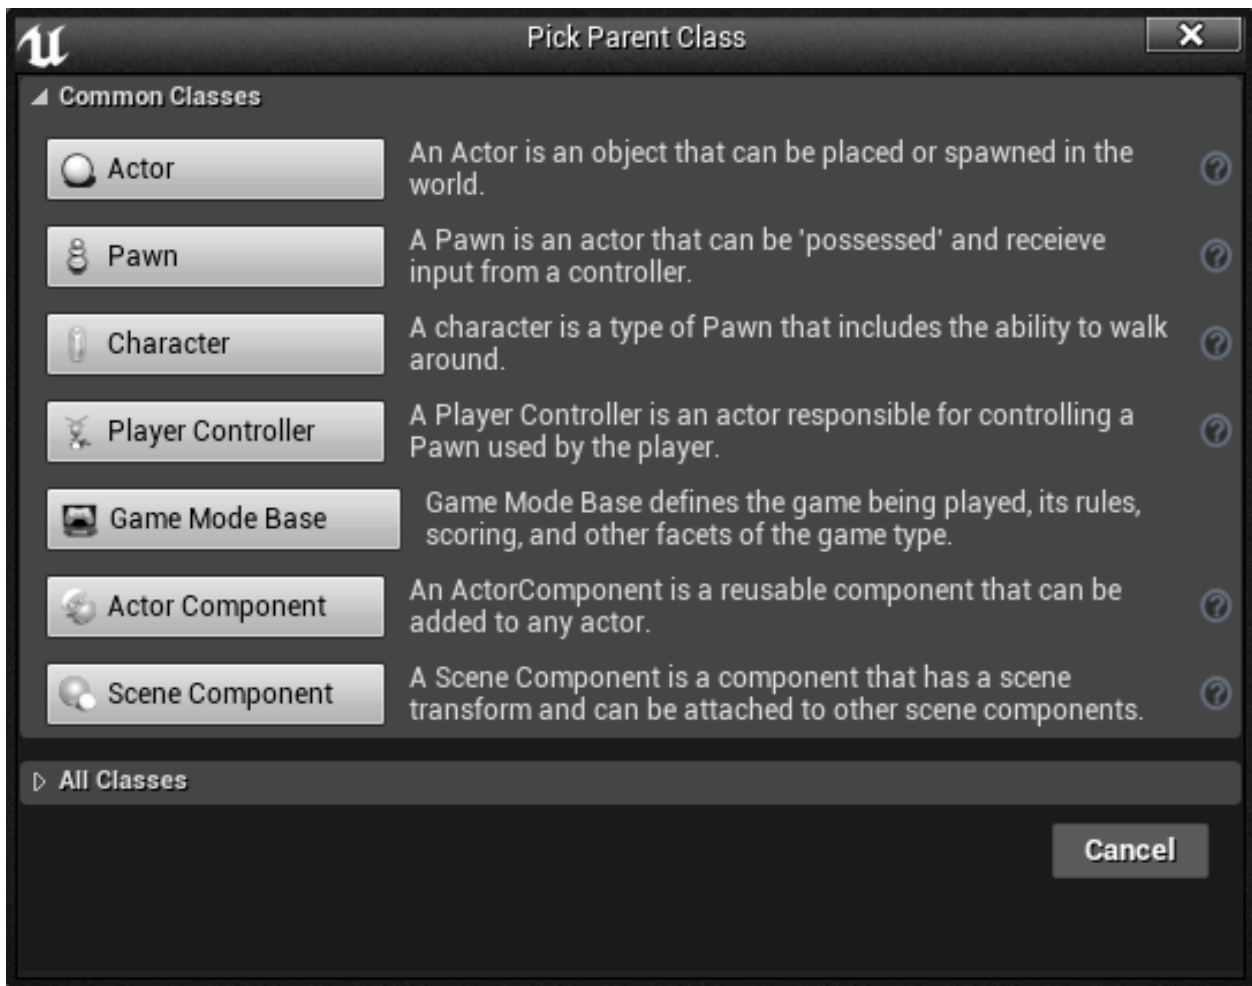 Pick Parent Class
Common Classes
Actor
An Actor is an object that can be placed or spawned in the
world.
Pawn
A Pawn is an actor that can be 'possessed' and receieve
input from a controller.
Character
A character is a type of Pawn that includes the ability to walk
around.
Player Controller
A Player Controller is an actor responsible for controlling a
Pawn used by the player.
Game Mode Base
Game Mode Base defines the game being played, its rules,
scoring, and other facets of the game type.
Actor Component
An ActorComponent is a reusable component that can be
added to any actor.
Scene Component
A Scene Component is a component that has a scene
transform and can be attached to other scene components.
All Classes
Cancel